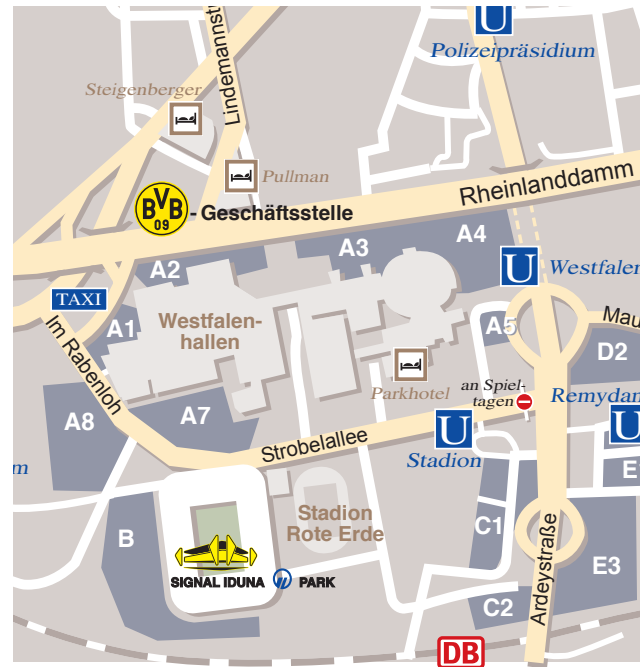 U
Polizeipräsidium
Steigenberger
Lindemannst
Pullman
Rheinlanddamm
BVB
09
- Geschäftsstelle
A4
A3
A2
U
Westfalen
TAXI
A1
Westfalen-
hallen
A5
Mau
D2
Im Rabenloh
Parkhotel
an Spiel-
tagen
Remydam
A8
A7
Strobelallee
U
U
Stadion
m
E
Stadion
Rote Erde
B
C1
Ardeystraße
E3
SIGNAL IDUNA
PARK
C2
DB